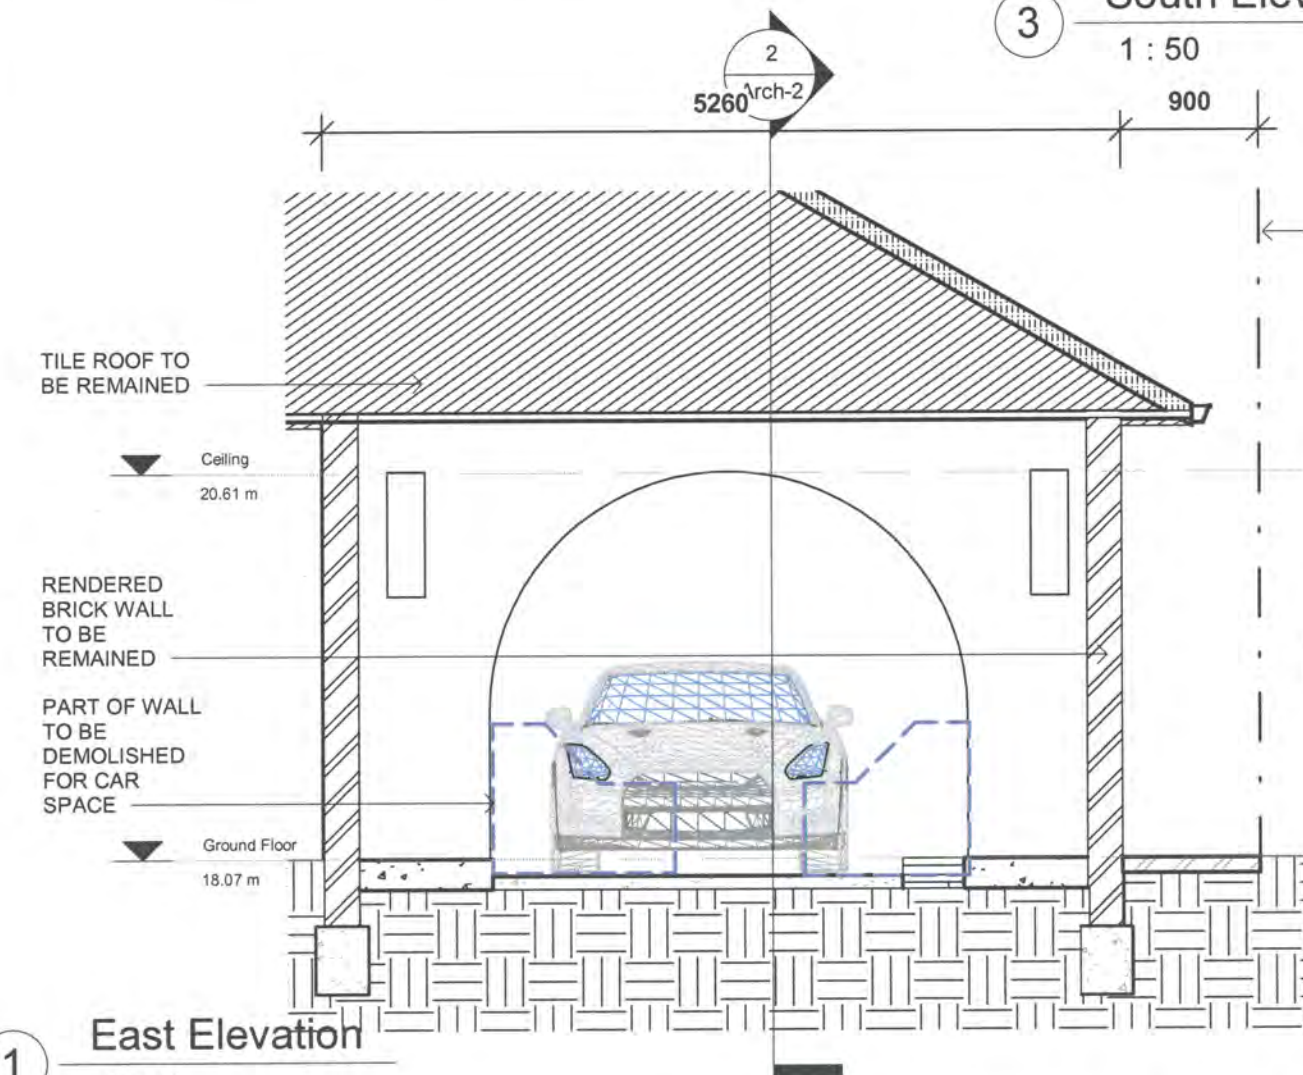 3
1 : 50
2
Arch-2
5260
900
TILE ROOF TO
BE REMAINED
Ceiling
20.61 m
RENDERED
BRICK WALL
TO BE
REMAINED
PART OF WALL
TO BE
DEMOLISHED
FOR CAR
SPACE
Ground Floor
18.07 m
1
East Elevation